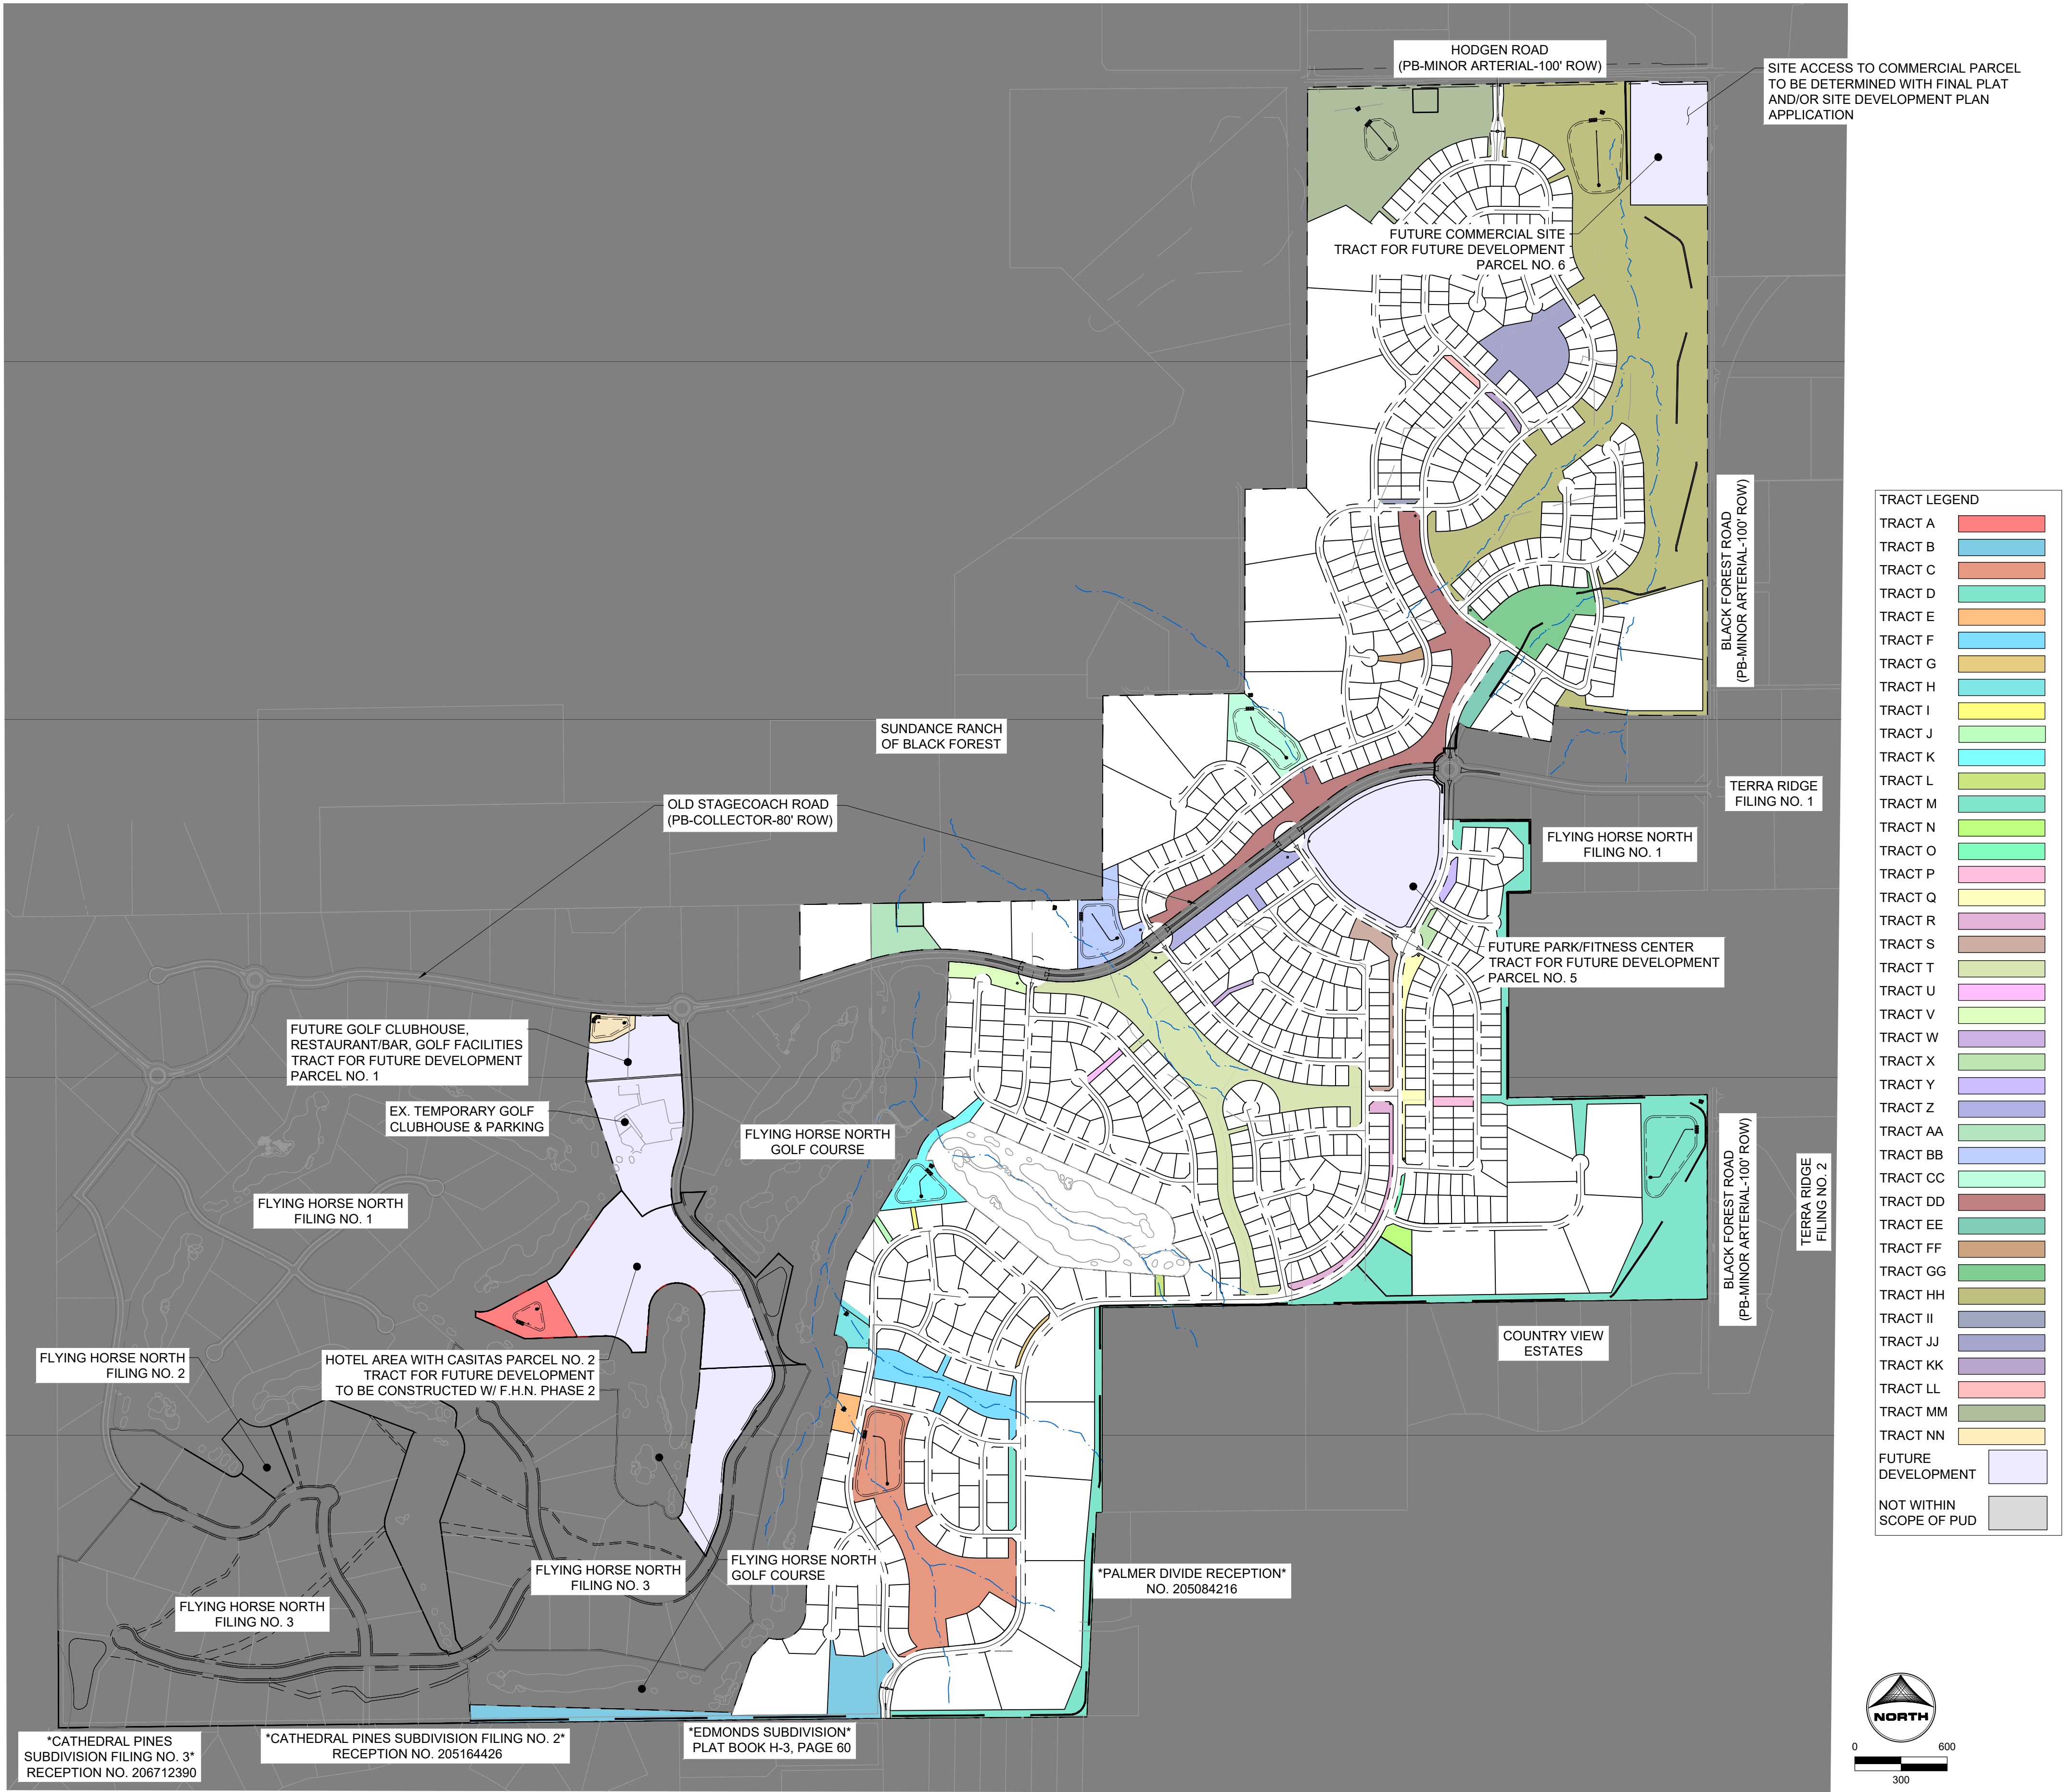 HODGEN ROAD
(PB-MINOR ARTERIAL-100' ROW)
SITE ACCESS TO COMMERCIAL PARCEL
TO BE DETERMINED WITH FINAL PLAT
AND/OR SITE DEVELOPMENT PLAN
APPLICATION
FUTURE COMMERCIAL SITE
TRACT FOR FUTURE DEVELOPMENT
PARCEL NO. 6
BLACK FOREST ROAD
(PB-MINOR ARTERIAL-100' ROW)
SUNDANCE RANCH
OF BLACK FOREST
OLD STAGECOACH ROAD
(PB-COLLECTOR-80' ROW)
TERRA RIDGE
FILING NO. 1
FLYING HORSE NORTH
FILING NO. 1
FUTURE PARK/FITNESS CENTER
TRACT FOR FUTURE DEVELOPMENT
PARCEL NO. 5
FUTURE GOLF CLUBHOUSE,
RESTAURANT/BAR, GOLF FACILITIES
TRACT FOR FUTURE DEVELOPMENT
PARCEL NO. 1
EX. TEMPORARY GOLF
CLUBHOUSE & PARKING
FLYING HORSE NORTH
GOLF COURSE
FLYING HORSE NORTH
FILING NO. 1
BLACK FOREST ROAD
(PB-MINOR ARTERIAL-100' ROW)
TERRA RIDGE
FILING NO. 2
COUNTRY VIEW
ESTATES
FLYING HORSE NORTH
FILING NO. 2
HOTEL AREA WITH CASITAS PARCEL NO. 2
TRACT FOR FUTURE DEVELOPMENT
TO BE CONSTRUCTED W/ F.H.N. PHASE 2
FLYING HORSE NORTH
FILING NO. 3
FLYING HORSE NORTH
GOLF COURSE
*PALMER DIVIDE RECEPTION*
NO. 205084216
FLYING HORSE NORTH
FILING NO. 3
*CATHEDRAL PINES
SUBDIVISION FILING NO. 3*
RECEPTION NO. 206712390
*CATHEDRAL PINES SUBDIVISION FILING NO. 2*
RECEPTION NO. 205164426
*EDMONDS SUBDIVISION*
PLAT BOOK H-3, PAGE 60
TRACT LEGEND
TRACT A
TRACT B
TRACT C
TRACT D
TRACT E
TRACT F
TRACT G
TRACT H
TRACT I
TRACT J
TRACT K
TRACT L
TRACT M
TRACT N
TRACT O
TRACT P
TRACT Q
TRACT R
TRACT S
TRACT T
TRACT U
TRACT V
TRACT W
TRACT X
TRACT Y
TRACT Z
TRACT AA
TRACT BB
TRACT CC
TRACT DD
TRACT EE
TRACT FF
TRACT GG
TRACT HH
TRACT II
TRACT JJ
TRACT KK
TRACT LL
TRACT MM
TRACT NN
FUTURE
DEVELOPMENT
NOT WITHIN
SCOPE OF PUD
NORTH
0 600
300